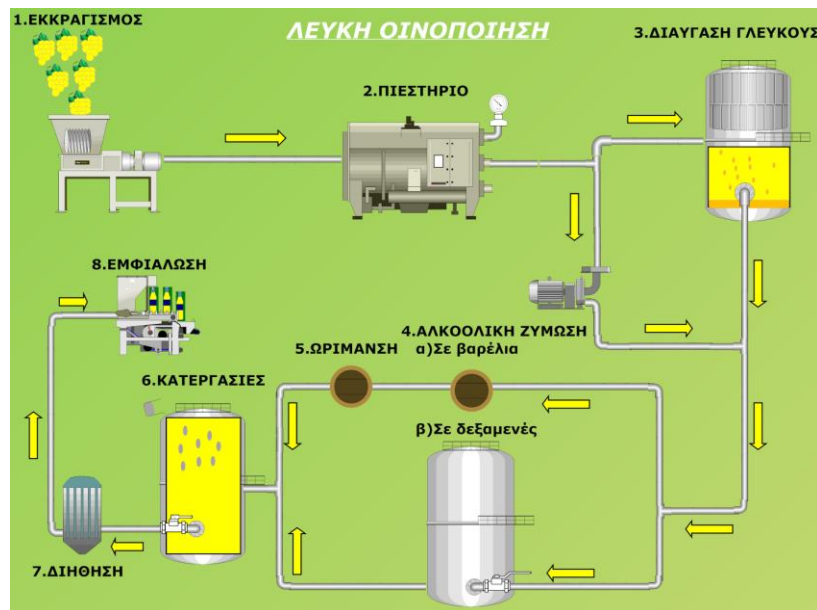 ΛΕΥΚΗ ΟΙΝΟΠΟΙΗΣΗ
1.ΕΚΚΡΑΓΙΣΜΟΣ
2.ΠΙΕΣΤΗΡΙΟ
3.ΔΙΑΥΓΑΣΗ ΓΛΕΥΚΟΥΣ
4.ΑΛΚΟΟΛΙΚΗ ΖΥΜΩΣΗ
α)Σε βαρέλια
β)Σε δεξαμενές
5.ΩΡΙΜΑΝΣΗ
6.ΚΑΤΕΡΓΑΣΙΕΣ
7.ΔΙΗΘΗΣΗ
8.ΕΜΦΙΑΛΩΣΗ